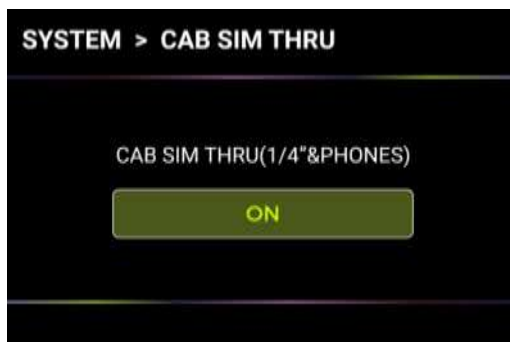 SYSTEM > CAB SIM THRU
CAB SIM THRU(1/4"&PHONES)
ON